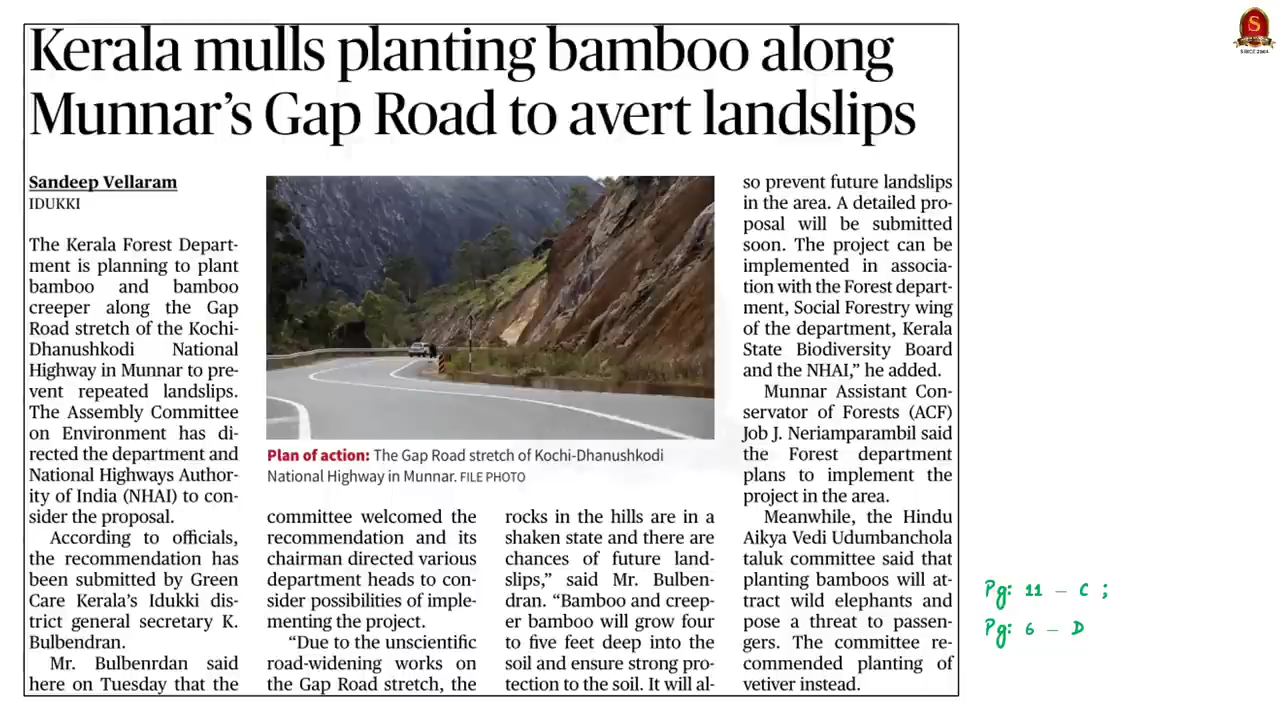 Kerala mulls planting bamboo along
Munnar's Gap Road to avert landslips
Sandeep Vellaram
IDUKKI
The Kerala Forest Depart-
ment is planning to plant
bamboo and bamboo
creeper along the Gap
Road stretch of the Kochi-
Dhanushkodi National
Highway in Munnar to pre-
vent repeated landslips.
The Assembly Committee
on Environment has di-
rected the department and
National Highways Author-
ity of India (NHAI) to con-
sider the proposal.
According to officials,
the recommendation has
been submitted by Green
Care Kerala's Idukki dis-
trict general secretary K.
Bulbendran.
Mr. Bulbenrdan said
here on Tuesday that the
Plan of action: The Gap Road stretch of Kochi-Dhanushkodi
National Highway in Munnar. FILE PHOTO
committee welcomed the
recommendation and its
chairman directed various
department heads to con-
sider possibilities of imple-
menting the project.
"Due to the unscientific
road-widening works on
the Gap Road stretch, the
rocks in the hills are in a
shaken state and there are
chances of future land-
slips," said Mr. Bulben-
dran. "Bamboo and creep-
er bamboo will grow four
to five feet deep into the
soil and ensure strong pro-
tection to the soil. It will al-
so prevent future landslips
in the area. A detailed pro-
posal will be submitted
soon. The project can be
implemented in associa-
tion with the Forest depart-
ment, Social Forestry wing
of the department, Kerala
State Biodiversity Board
and the NHAI," he added.
Munnar Assistant Con-
servator of Forests (ACF)
Job J. Neriamparambil said
the Forest department
plans to implement the
project in the area.
Meanwhile, the Hindu
Aikya Vedi Udumbanchola
taluk committee said that
planting bamboos will at-
tract wild elephants and
pose a threat to passen-
gers. The committee re-
commended planting of
vetiver instead.
Pg: 11 - C ;
Pg: 6 - D
S
SINCE 2004